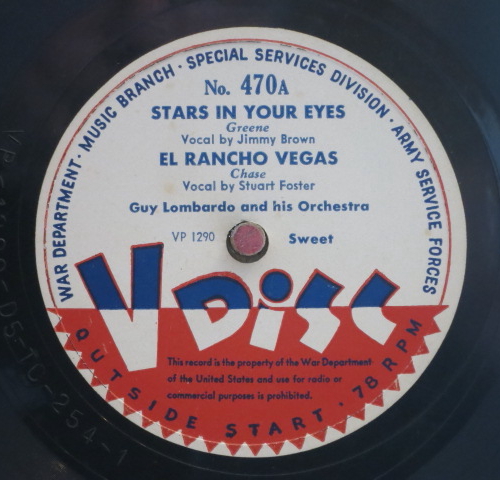 WAR DEPARTMENT · MUSIC BRANCH · SPECIAL SERVICES DIVISION · ARMY SERVICE FORCES
No. 470A
STARS IN YOUR EYES
Greene
Vocal by Jimmy Brown
EL RANCHO VEGAS
Chase
Vocal by Stuart Foster
Guy Lombardo and his Orchestra
VP 1290 Sweet
V DiSC
This record is the property of the War Department
of the United States and use for radio or
commercial purposes is prohibited.
OUTSIDE START · 78 RPM